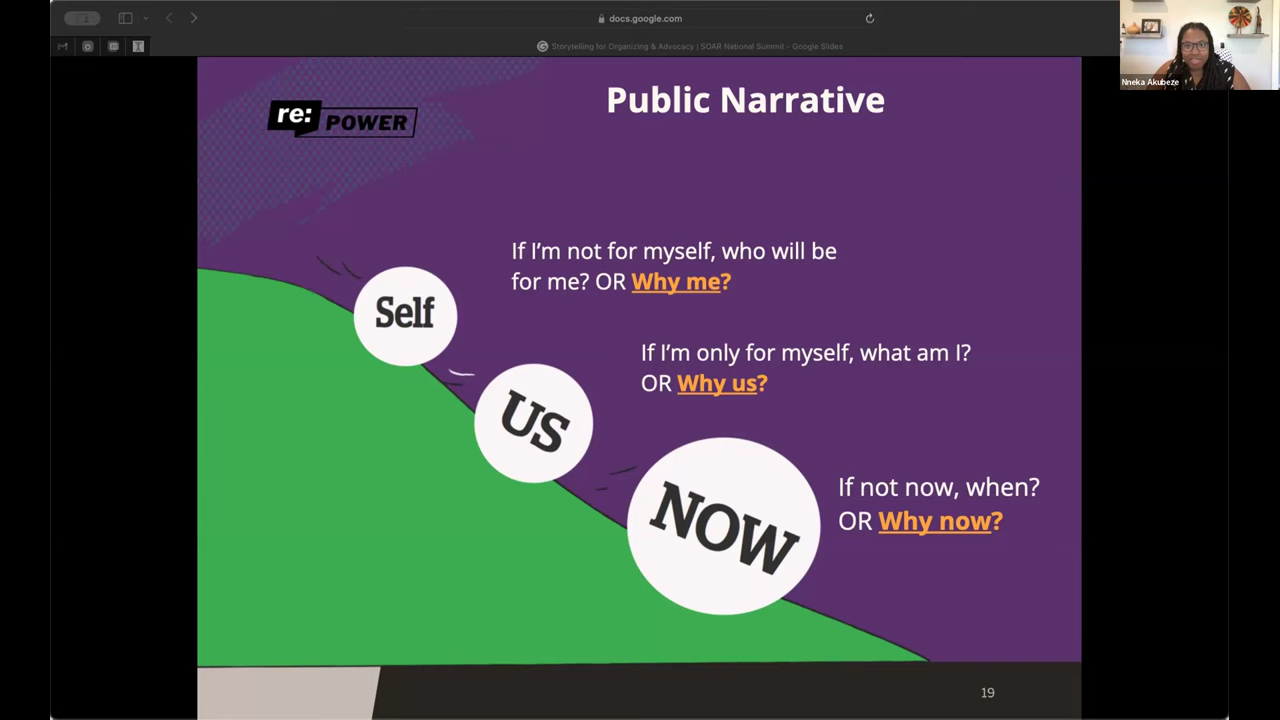 docs.google.com
Storytelling for Organizing & Advocacy | SOAR National Summit - Google Slides
Nneka Akubeze
re:
POWER
Public Narrative
If I'm not for myself, who will be
for me? OR Why me?
Self
If I'm only for myself, what am I?
OR Why us?
US
If not now, when?
OR Why now?
NOW
19